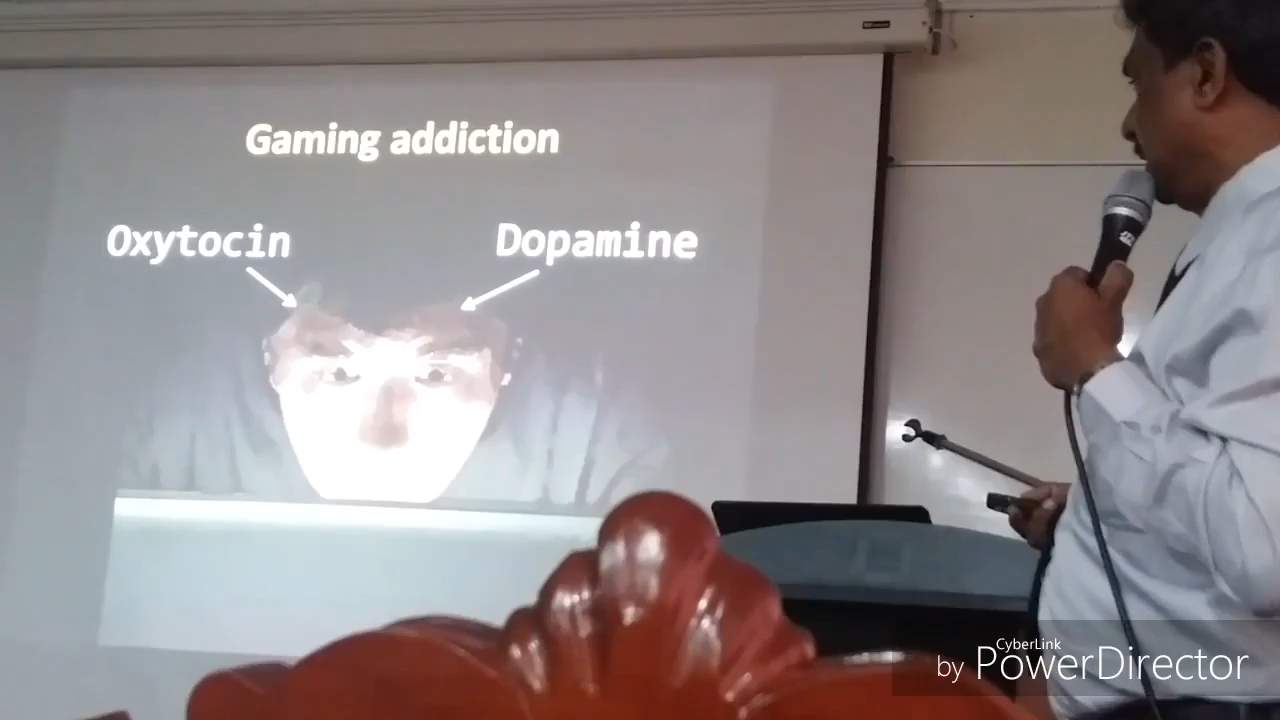 Gaming addiction
Oxytocin
Dopamine
CyberLink
by PowerDirector